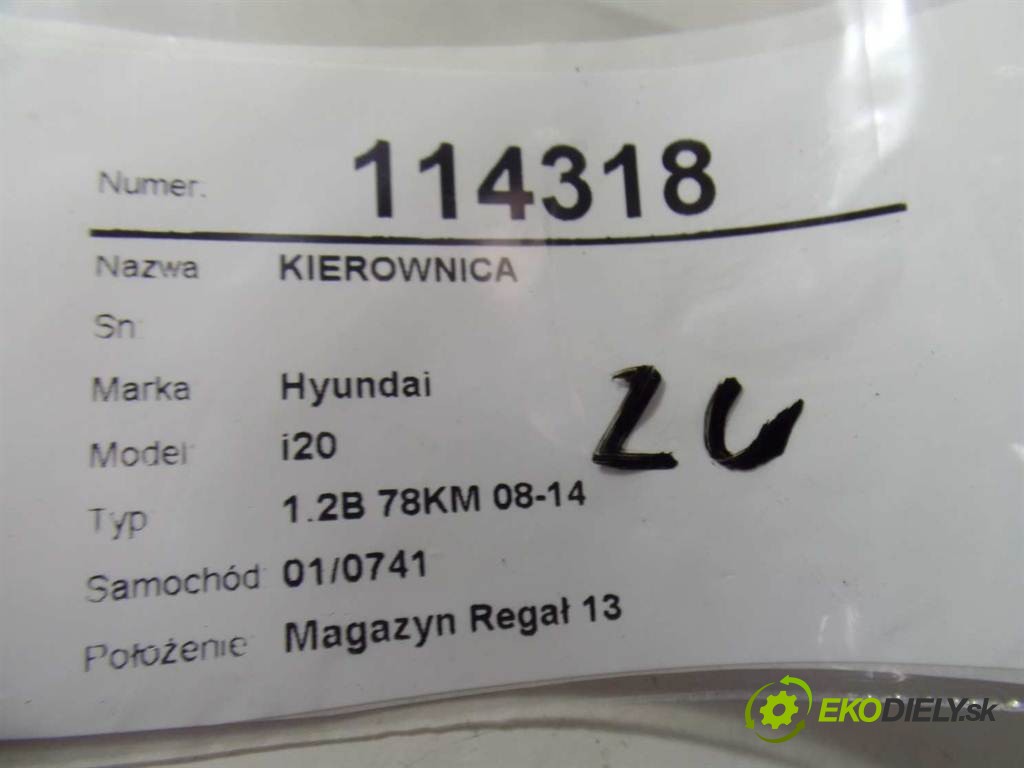 Numer: 114318
Nazwa KIEROWNICA
Sn:
Marka Hyundai
Model: i20
Typ 1.2B 78KM 08-14
Samochód: 01/0741
Położenie: Magazyn Regał 13
EKODIELY.sk